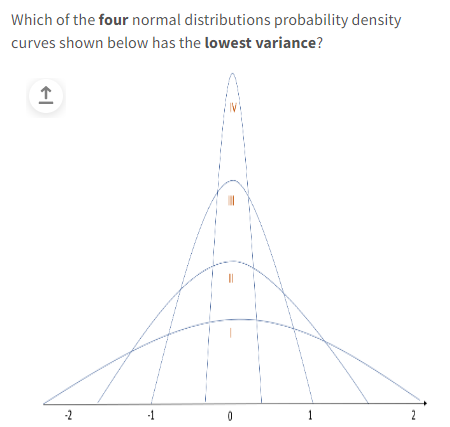 Which of the four normal distributions probability density
curves shown below has the lowest variance?
IV
III
II
I
-2 -1 0 1 2